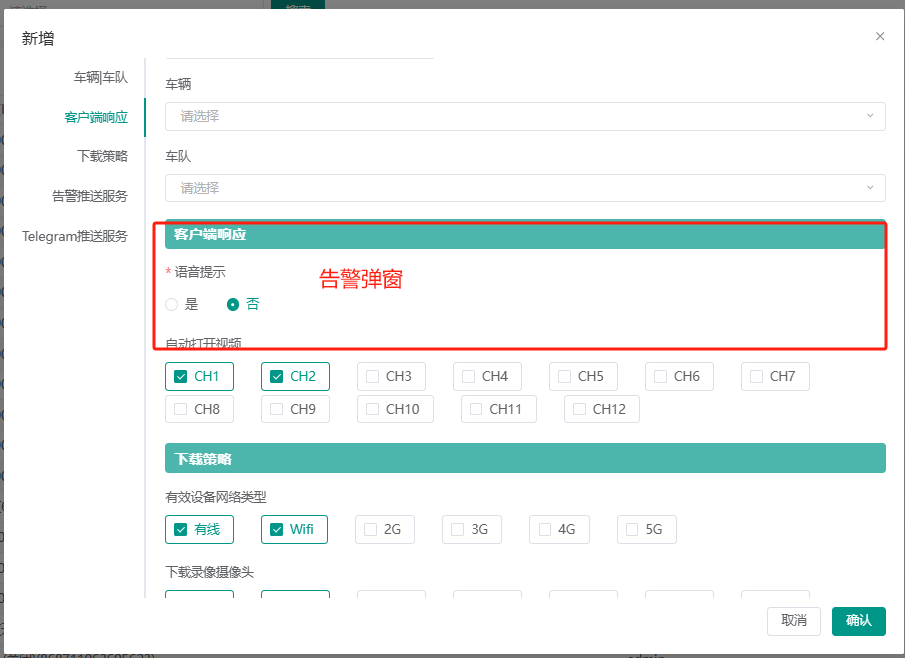 新增
车辆|车队
客户端响应
下载策略
告警推送服务
Telegram推送服务
车辆
请选择
车队
请选择
客户端响应
* 语音提示
告警弹窗
是 否
自动打开视频
CH1 CH2 CH3 CH4 CH5 CH6 CH7
CH8 CH9 CH10 CH11 CH12
下载策略
有效设备网络类型
有线 Wifi 2G 3G 4G 5G
下载录像摄像头
取消 确认